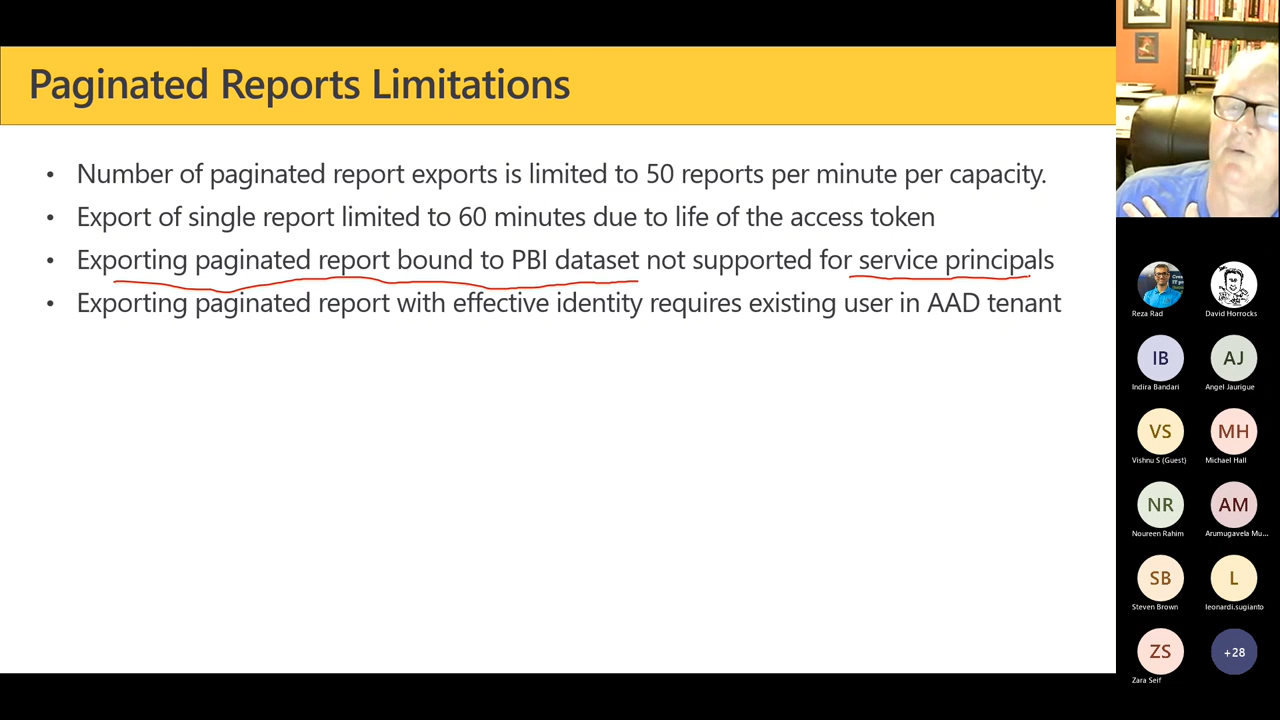 Paginated Reports Limitations
• Number of paginated report exports is limited to 50 reports per minute per capacity.
• Export of single report limited to 60 minutes due to life of the access token
• Exporting paginated report bound to PBI dataset not supported for service principals
• Exporting paginated report with effective identity requires existing user in AAD tenant
Reza Rad
David Horrocks
IB
AJ
Indira Bandari
Angel Jaurigue
VS
MH
Vishnu S (Guest)
Michael Hall
NR
AM
Noureen Rahim
Arumugavela Mu...
SB
L
Steven Brown
leonardi.sugianto
ZS
+28
Zara Seif